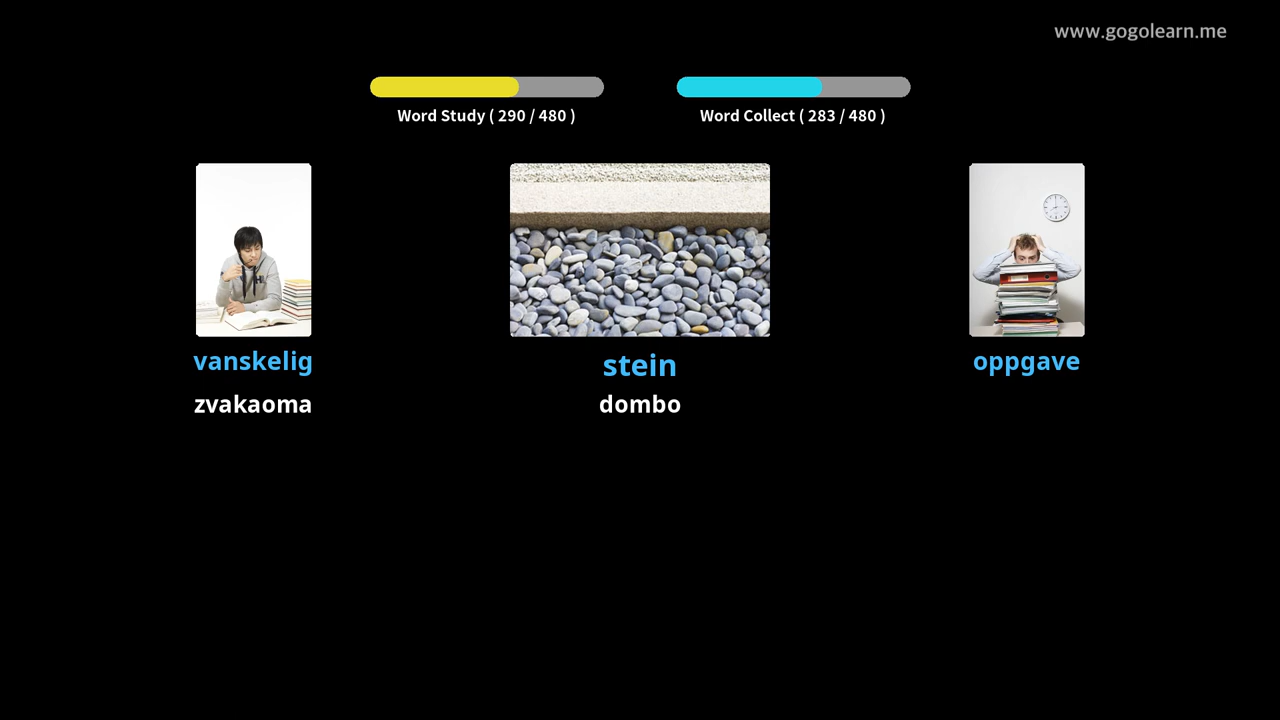 www.gogolearn.me
Word Study ( 290 / 480 )
Word Collect ( 283 / 480 )
vanskelig
zvakaoma
stein
dombo
oppgave